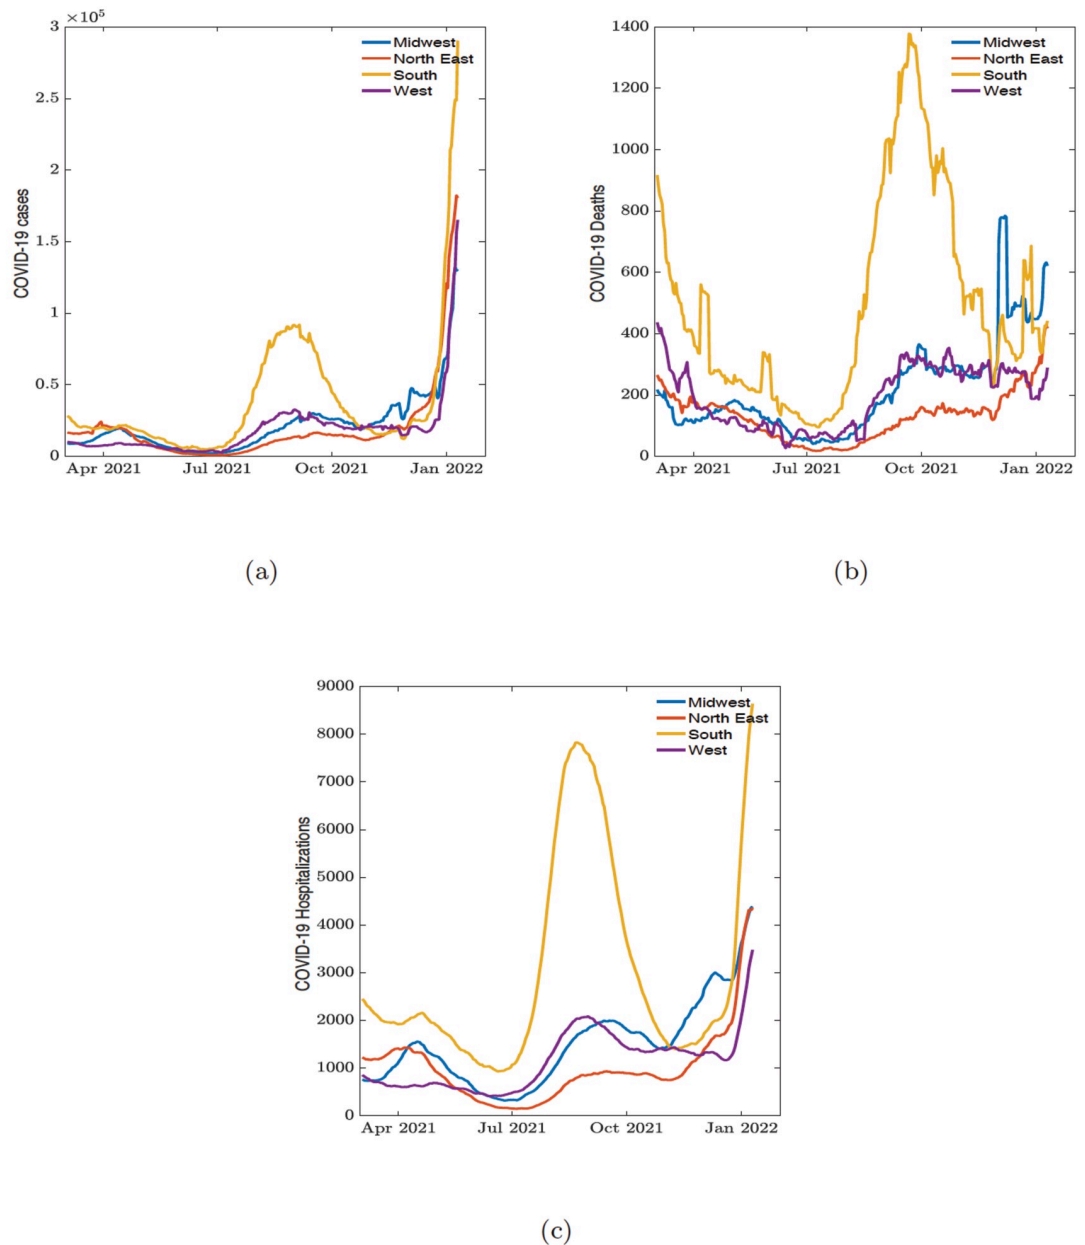 3 ×10⁵
2.5
2
1.5
1
0.5
0
COVID-19 cases
Apr 2021 Jul 2021 Oct 2021 Jan 2022
Midwest
North East
South
West
(a)
1400
1200
1000
800
600
400
200
0
COVID-19 Deaths
Apr 2021 Jul 2021 Oct 2021 Jan 2022
Midwest
North East
South
West
(b)
9000
8000
7000
6000
5000
4000
3000
2000
1000
0
COVID-19 Hospitalizations
Apr 2021 Jul 2021 Oct 2021 Jan 2022
Midwest
North East
South
West
(c)